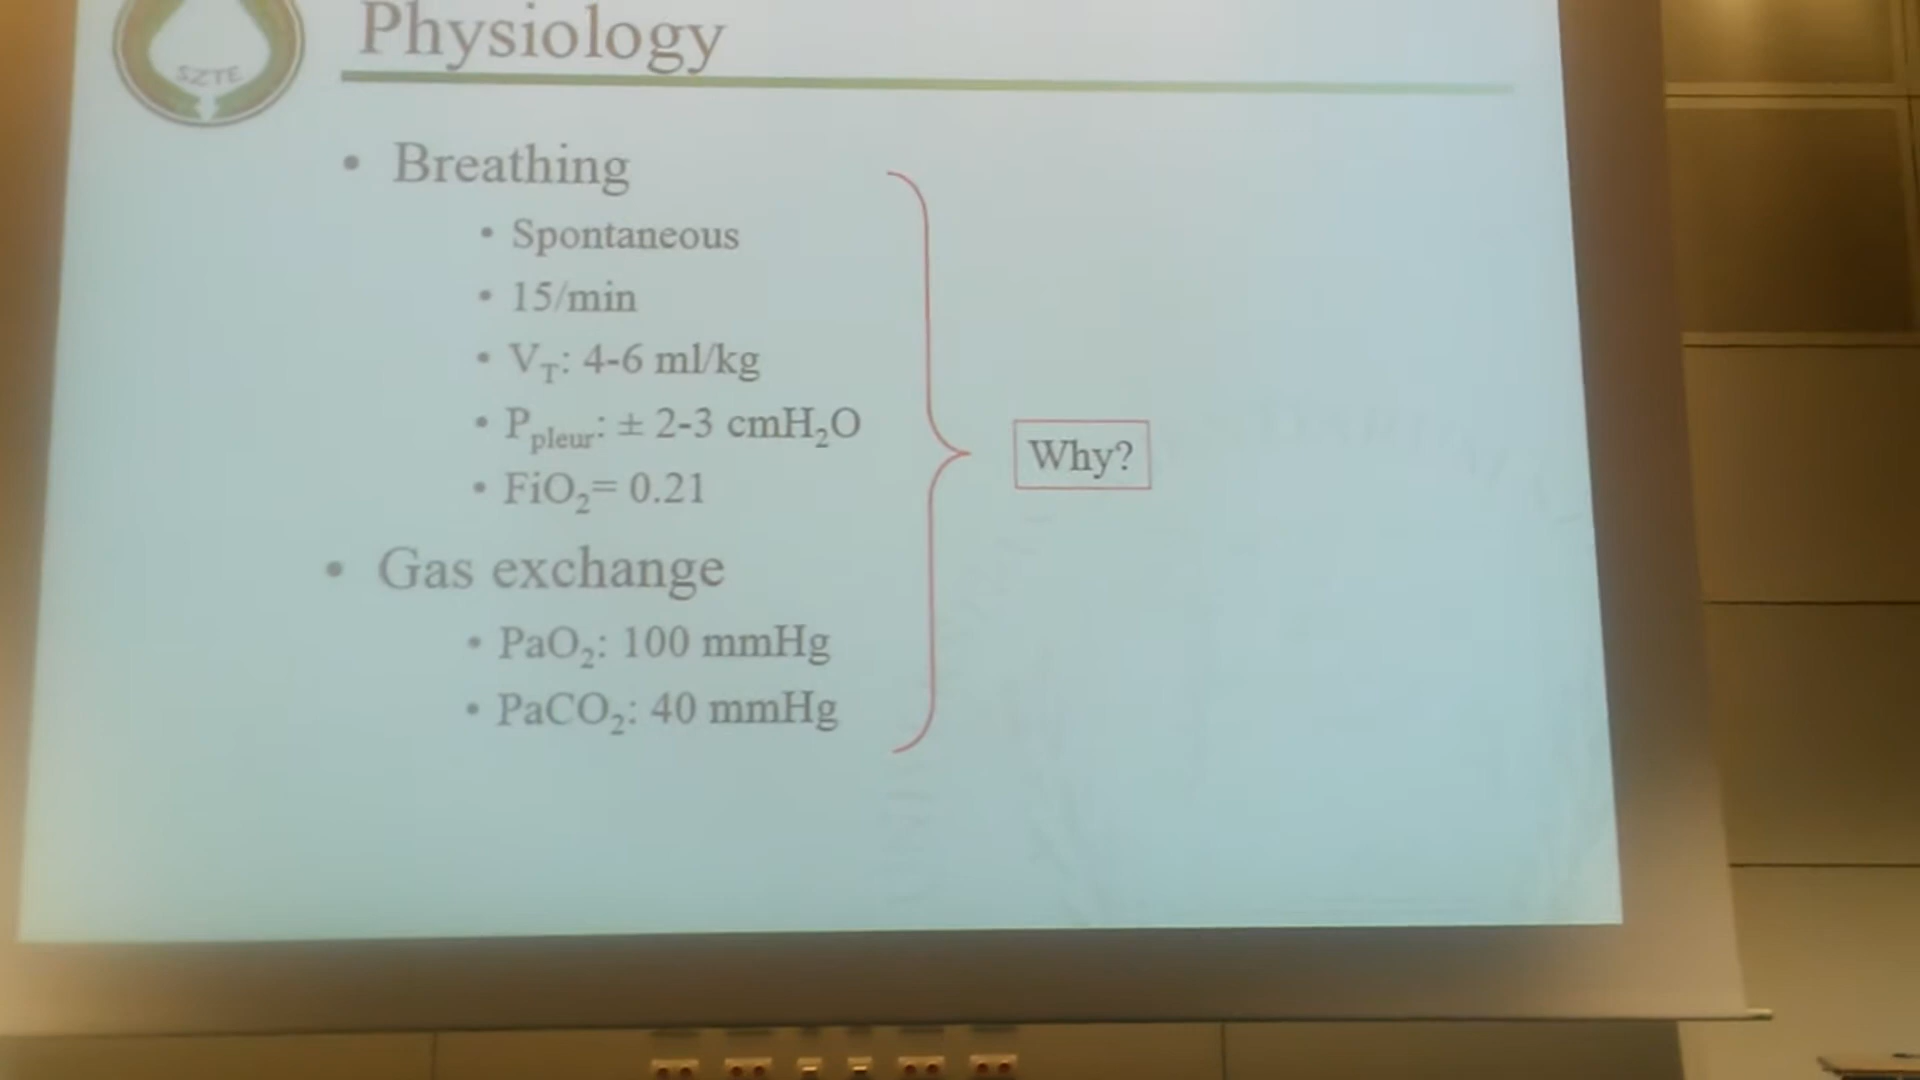 SZTE
Physiology
• Breathing
• Spontaneous
• 15/min
• V_T: 4-6 ml/kg
• P_pleur: ± 2-3 cmH₂O
• FiO₂= 0.21
Why?
• Gas exchange
• PaO₂: 100 mmHg
• PaCO₂: 40 mmHg